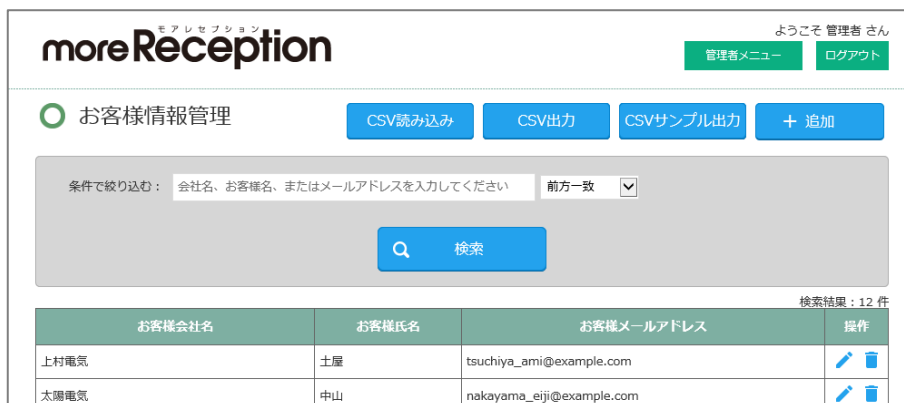 モアレセプション
moreReception
ようこそ 管理者 さん
管理者メニュー ログアウト
お客様情報管理 CSV読み込み CSV出力 CSVサンプル出力 + 追加
条件で絞り込む： 会社名、お客様名、またはメールアドレスを入力してください 前方一致
検索
検索結果：12 件
お客様会社名 お客様氏名 お客様メールアドレス 操作
上村電気 土屋 tsuchiya_ami@example.com
太陽電気 中山 nakayama_eiji@example.com